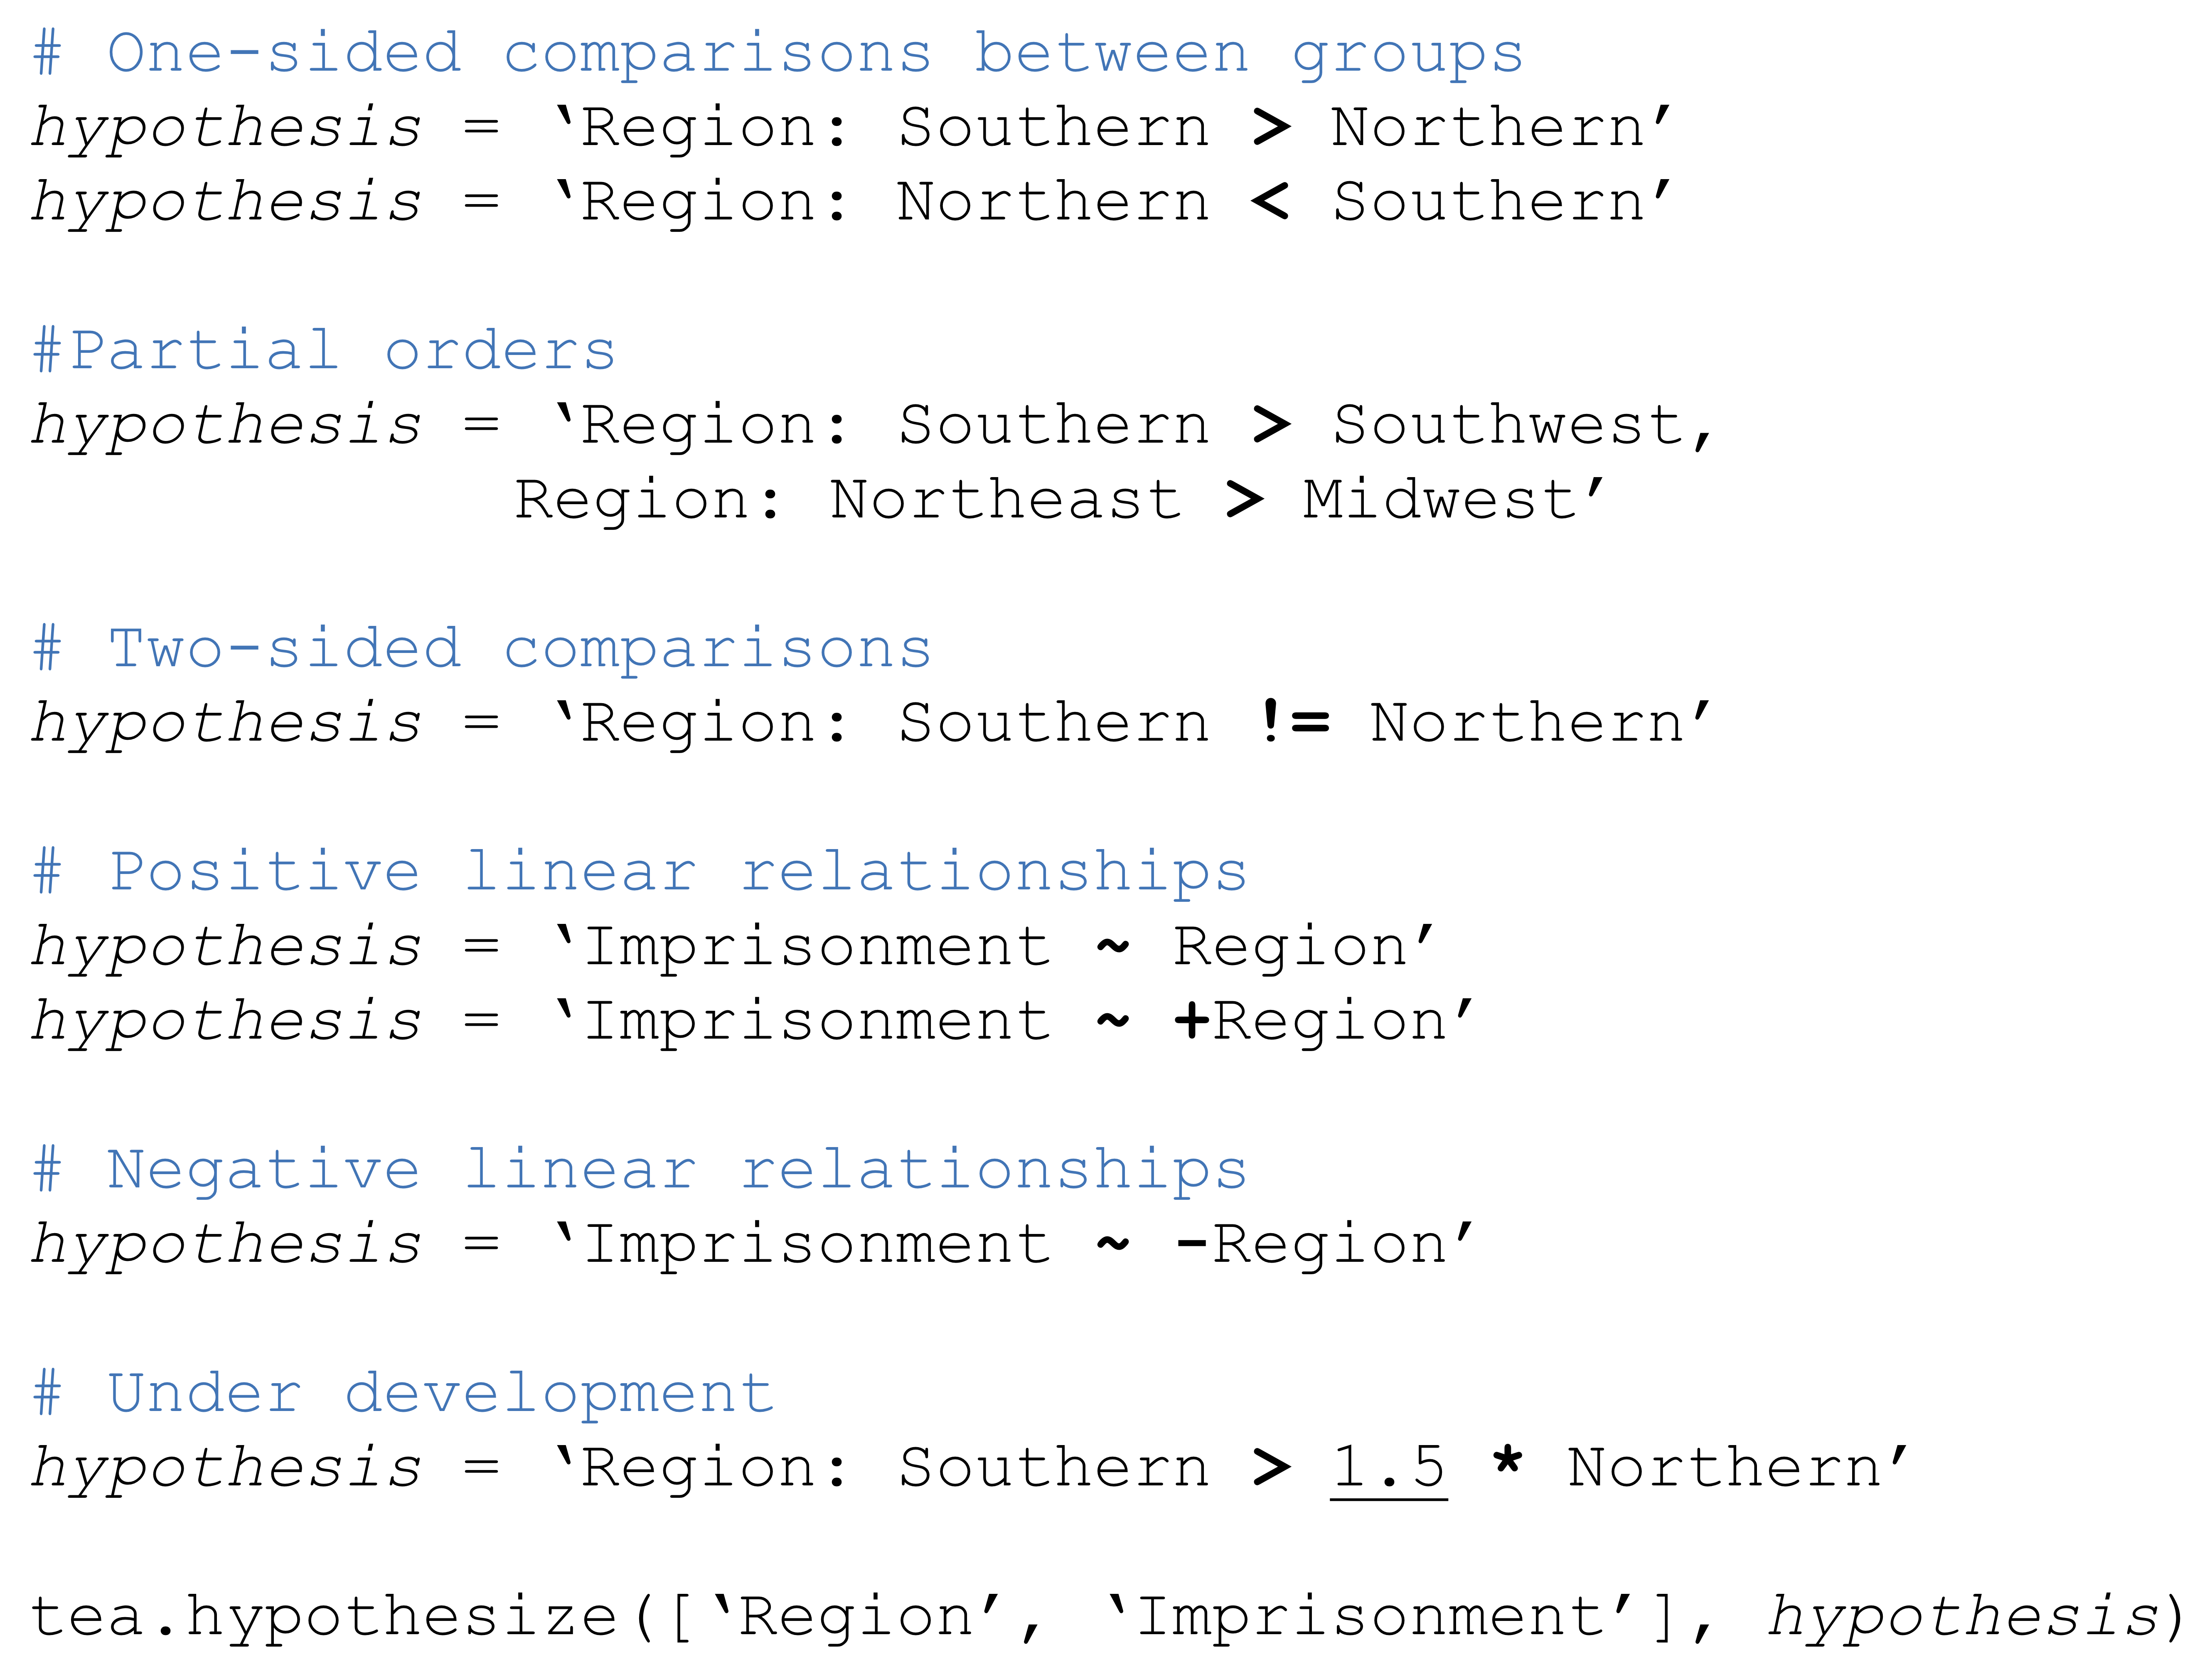 # One-sided comparisons between groups
hypothesis = ‘Region: Southern > Northern’
hypothesis = ‘Region: Northern < Southern’
#Partial orders
hypothesis = ‘Region: Southern > Southwest,
Region: Northeast > Midwest’
# Two-sided comparisons
hypothesis = ‘Region: Southern != Northern’
# Positive linear relationships
hypothesis = ‘Imprisonment ~ Region’
hypothesis = ‘Imprisonment ~ +Region’
# Negative linear relationships
hypothesis = ‘Imprisonment ~ -Region’
# Under development
hypothesis = ‘Region: Southern > 1.5 * Northern’
tea.hypothesize([‘Region’, ‘Imprisonment’], hypothesis)